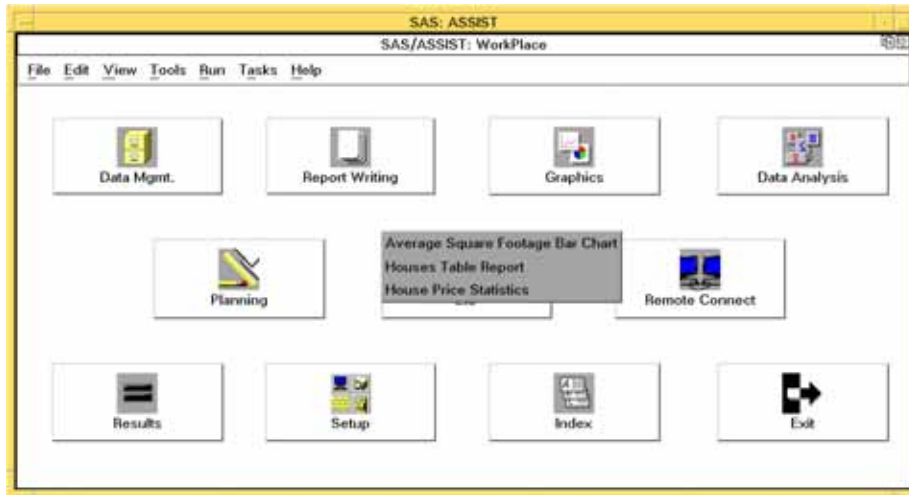 SAS: ASSIST
SAS/ASSIST: WorkPlace
File Edit View Tools Run Tasks Help
Data Mgmt.
Report Writing
Graphics
Data Analysis
Average Square Footage Bar Chart
Houses Table Report
House Price Statistics
Planning
Remote Connect
Results
Setup
Index
Exit